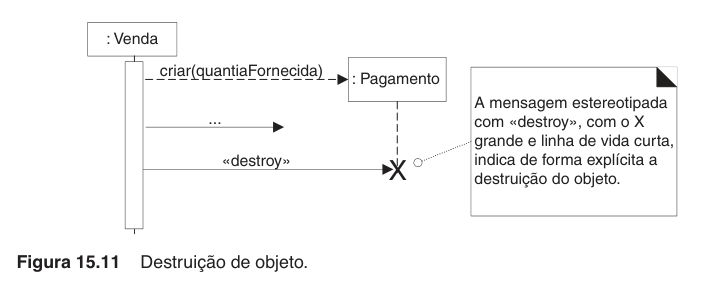 : Venda
criar(quantiaFornecida)
: Pagamento
...
«destroy»
X
A mensagem estereotipada
com «destroy», com o X
grande e linha de vida curta,
indica de forma explícita a
destruição do objeto.
Figura 15.11 Destruição de objeto.